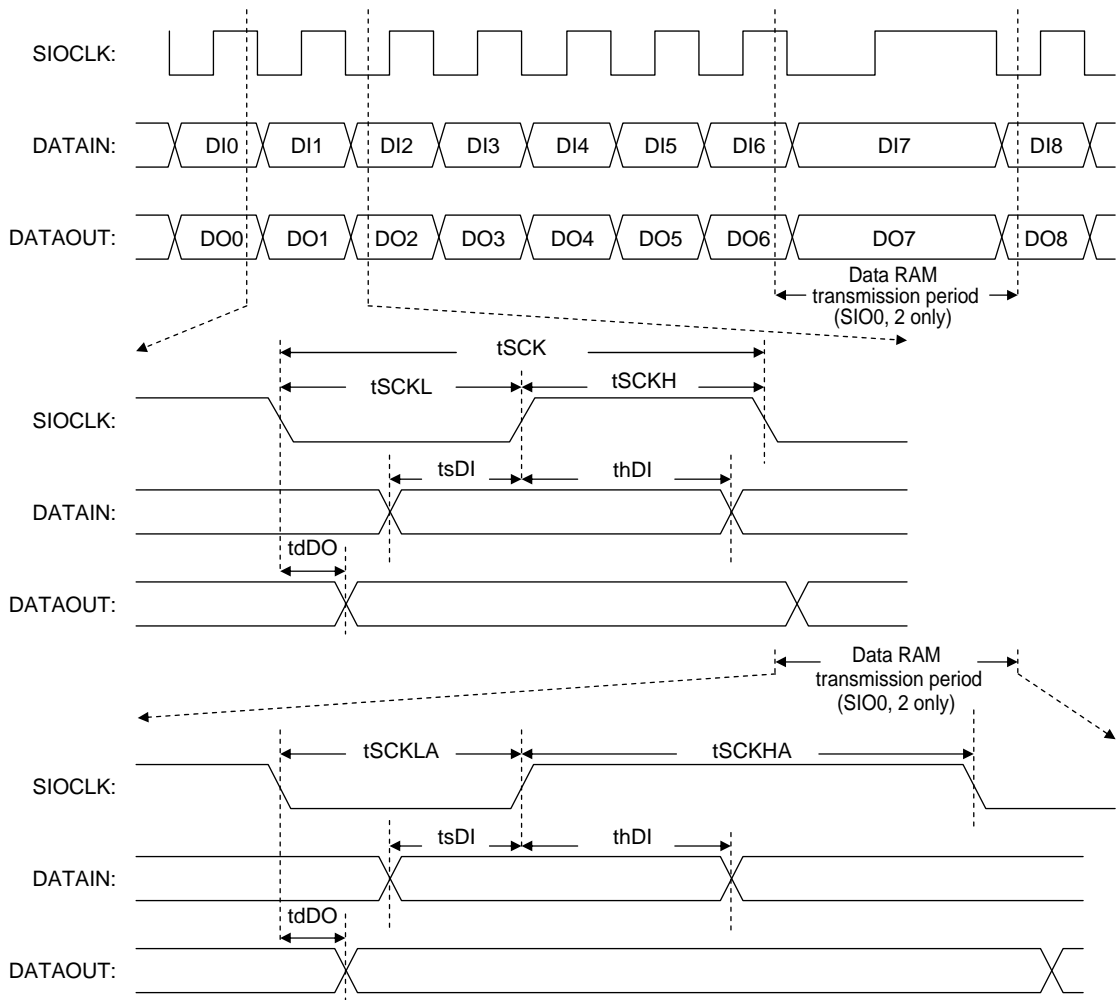 SIOCLK:
DATAIN:
DI0 DI1 DI2 DI3 DI4 DI5 DI6 DI7 DI8
DATAOUT:
DO0 DO1 DO2 DO3 DO4 DO5 DO6 DO7 DO8
Data RAM
transmission period
(SIO0, 2 only)
tSCK
tSCKL
tSCKH
SIOCLK:
tsDI
thDI
DATAIN:
tdDO
DATAOUT:
Data RAM
transmission period
(SIO0, 2 only)
tSCKLA
tSCKHA
SIOCLK:
tsDI
thDI
DATAIN:
tdDO
DATAOUT: